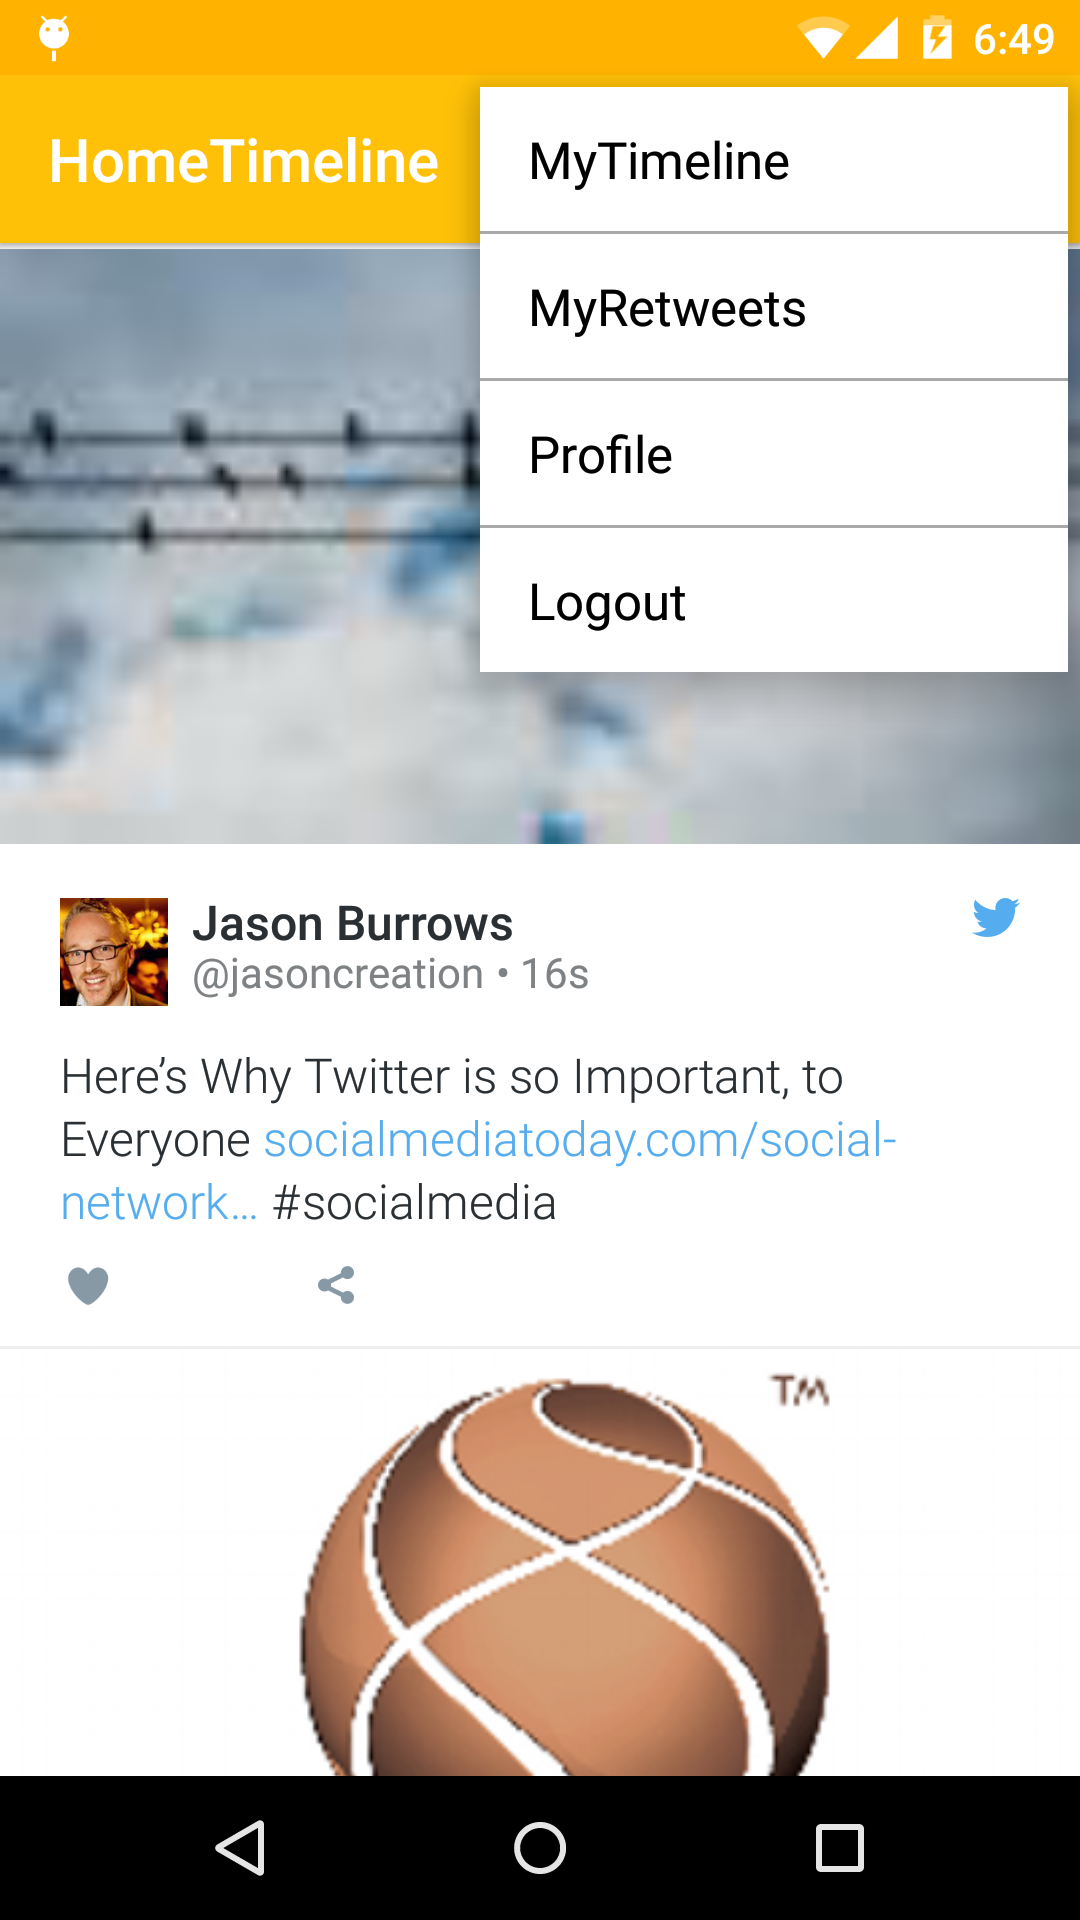 6:49
HomeTimeline
MyTimeline
MyRetweets
Profile
Logout
Jason Burrows
@jasoncreation • 16s
Here’s Why Twitter is so Important, to
Everyone socialmediatoday.com/social-
network… #socialmedia
TM